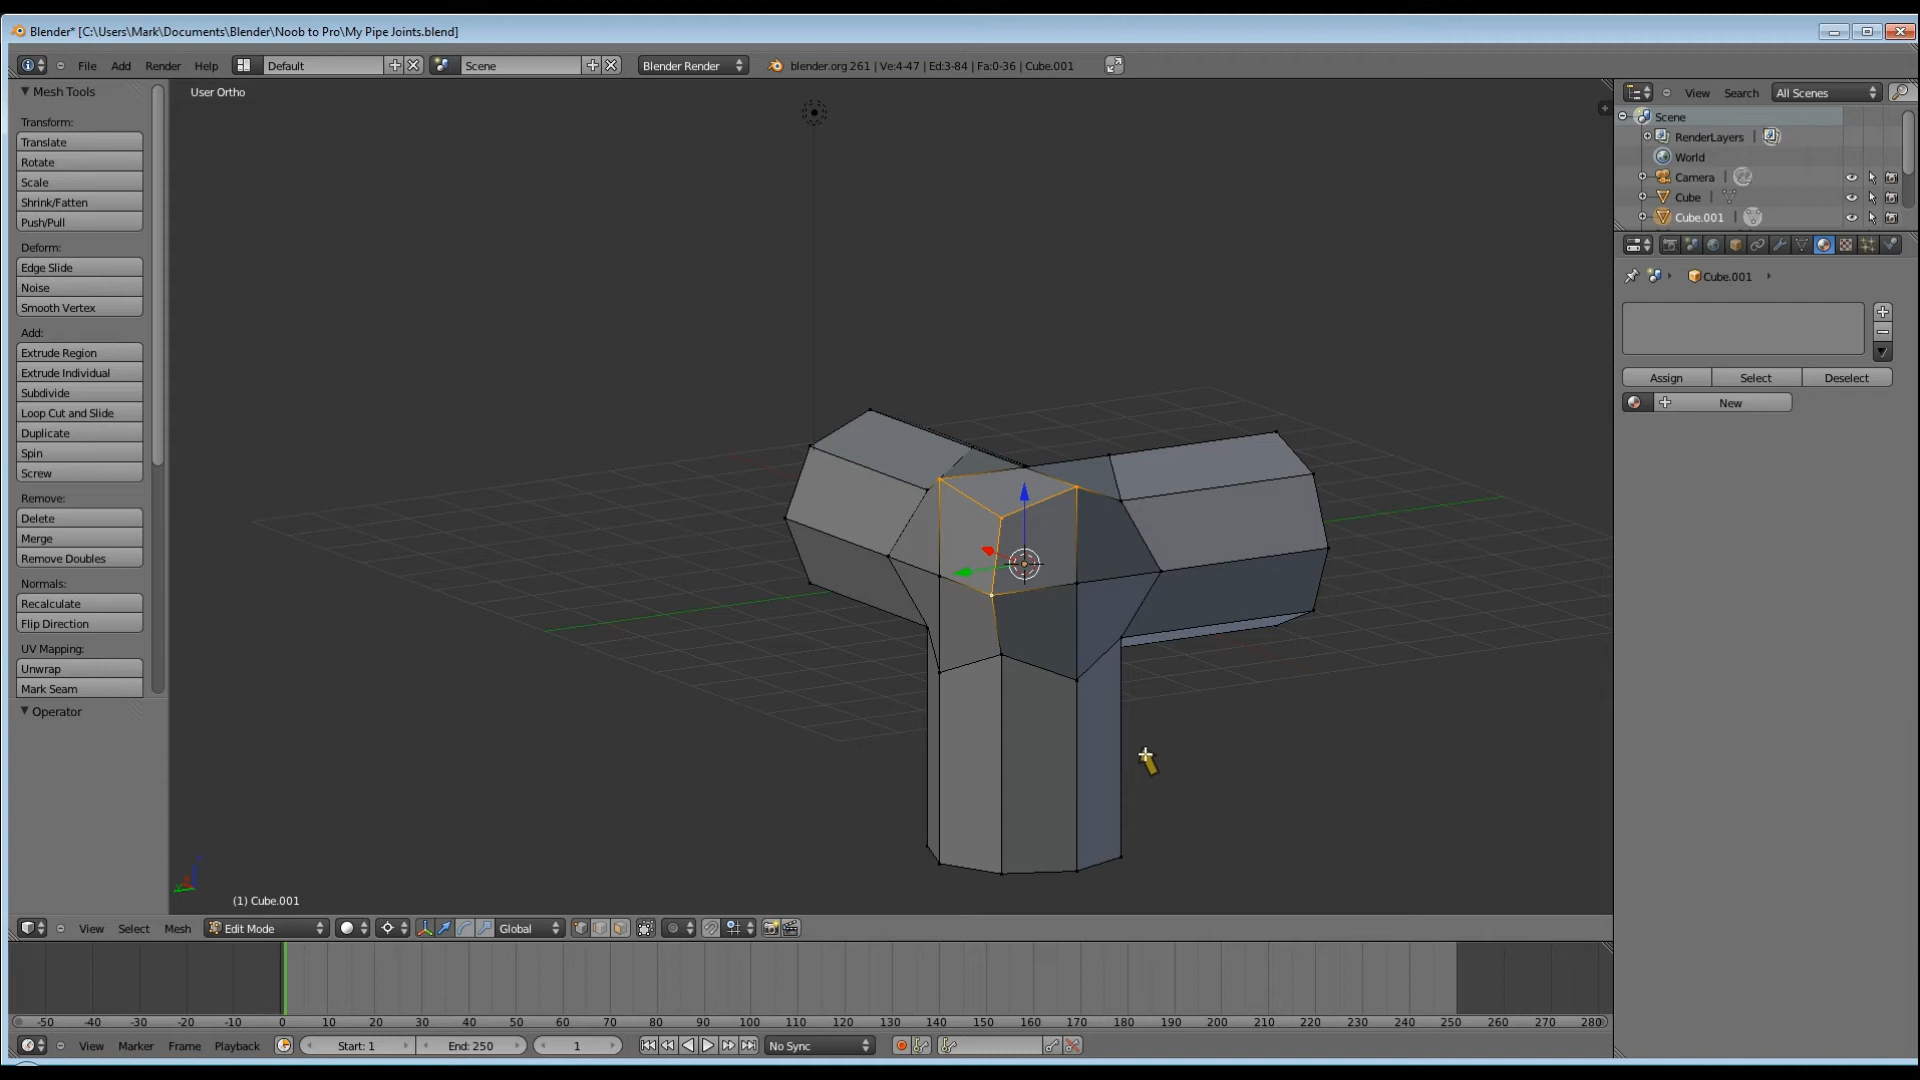 Blender* [C:\Users\Mark\Documents\Blender\Noob to Pro\My Pipe Joints.blend]
File Add Render Help Default Scene Blender Render blender.org 261 | Ve:4-47 | Ed:3-84 | Fa:0-36 | Cube.001
Mesh Tools
Transform:
Translate
Rotate
Scale
Shrink/Fatten
Push/Pull
Deform:
Edge Slide
Noise
Smooth Vertex
Add:
Extrude Region
Extrude Individual
Subdivide
Loop Cut and Slide
Duplicate
Spin
Screw
Remove:
Delete
Merge
Remove Doubles
Normals:
Recalculate
Flip Direction
UV Mapping:
Unwrap
Mark Seam
Operator
User Ortho
(1) Cube.001
View Search All Scenes
Scene
RenderLayers |
World
Camera |
Cube |
Cube.001 |
Cube.001
Assign Select Deselect
New
View Select Mesh Edit Mode Global
-50 -40 -30 -20 -10 0 10 20 30 40 50 60 70 80 90 100 110 120 130 140 150 160 170 180 190 200 210 220 230 240 250 260 270 280
View Marker Frame Playback Start: 1 End: 250 1 No Sync